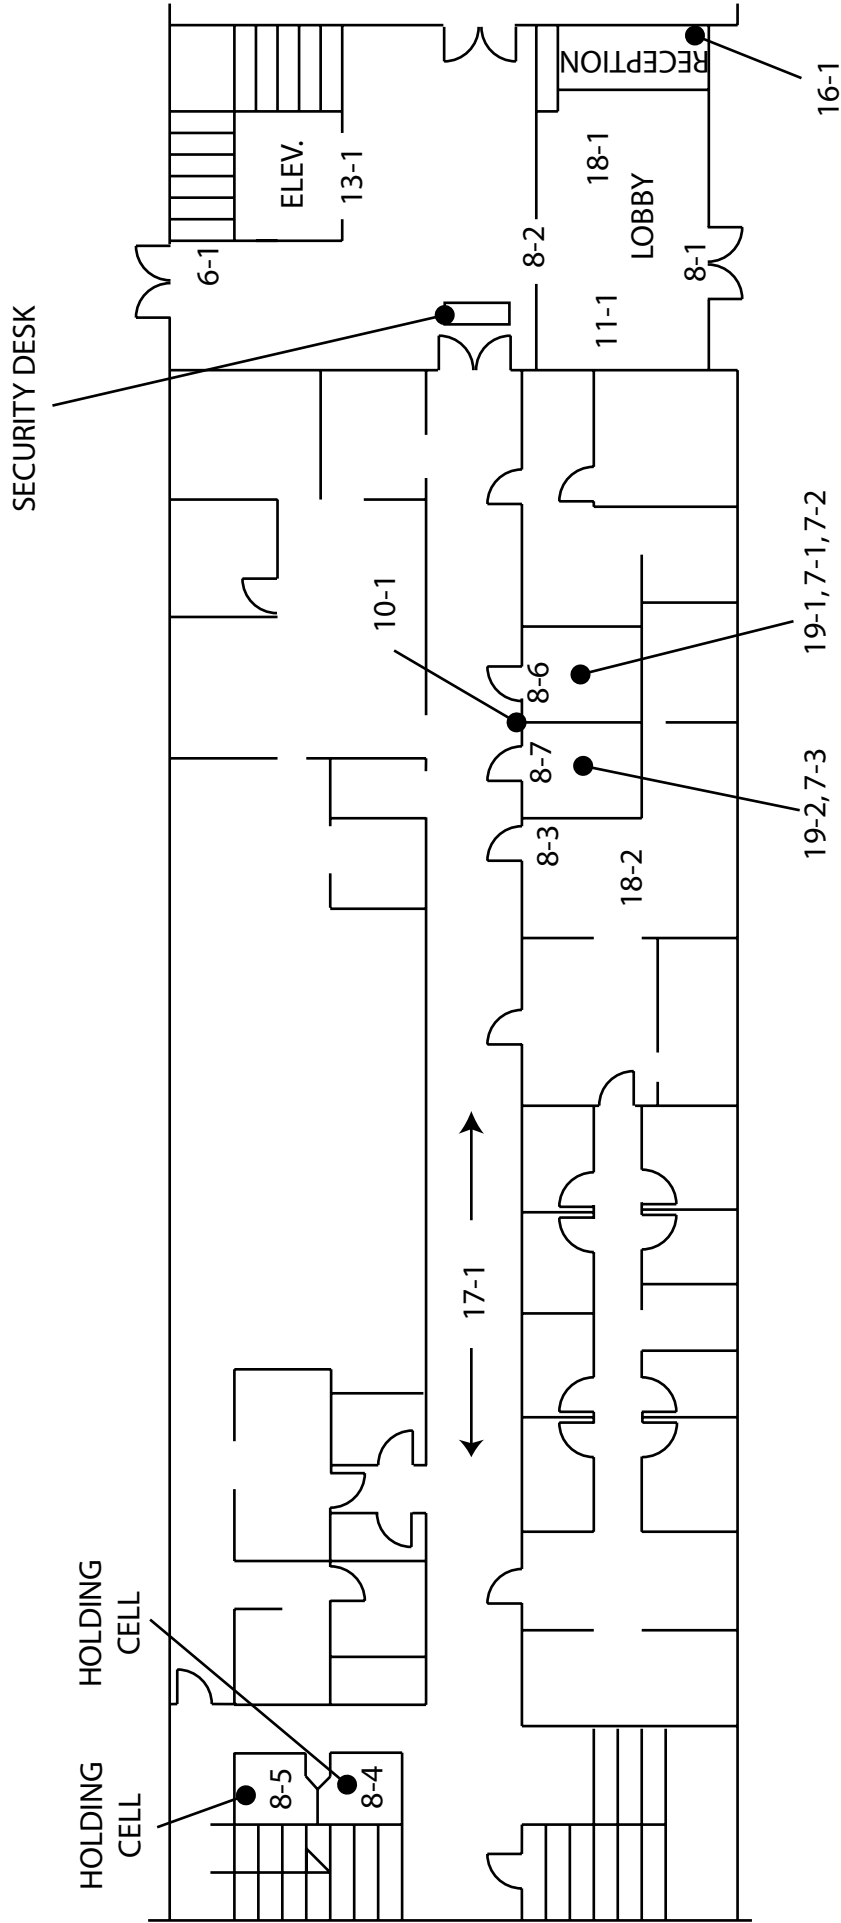 SECURITY DESK
HOLDING
CELL
HOLDING
CELL
6-1
ELEV.
13-1
10-1
8-5
8-4
17-1
8-3
8-7
8-6
8-2
18-2
11-1
18-1
LOBBY
8-1
RECEPTION
19-2, 7-3
19-1, 7-1, 7-2
16-1